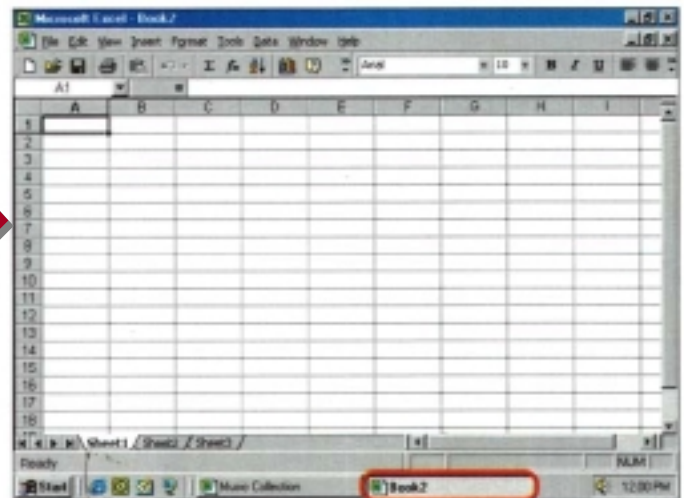 Microsoft Excel - Book2
File Edit View Insert Format Tools Data Window Help
Arial 10 B I U
A1 =
A B C D E F G H I
1
2
3
4
5
6
7
8
9
10
11
12
13
14
15
16
17
18
Sheet1 Sheet2 Sheet3
Ready NUM
Start Music Collection Book2 12:00 PM